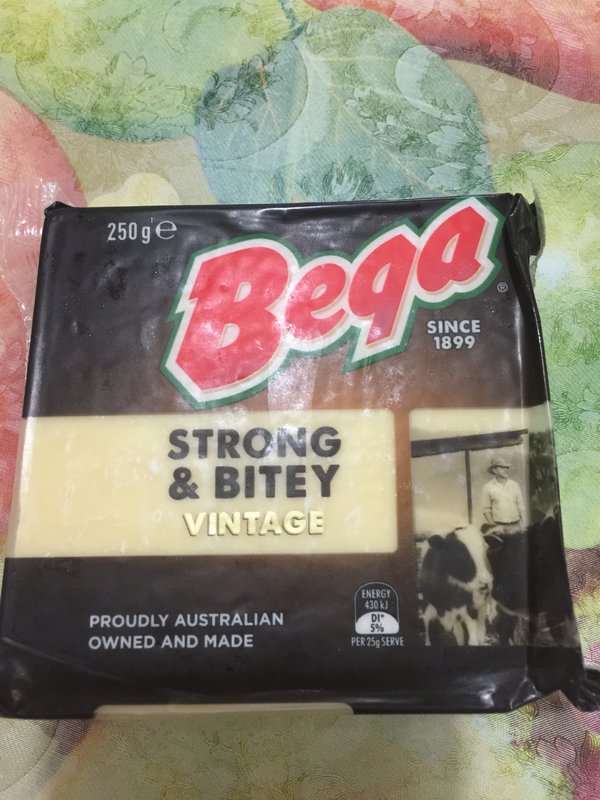 250 g ℮
Bega
®
SINCE
1899
STRONG
& BITEY
VINTAGE
ENERGY
430 kJ
DI*
5%
PER 25g SERVE
PROUDLY AUSTRALIAN
OWNED AND MADE